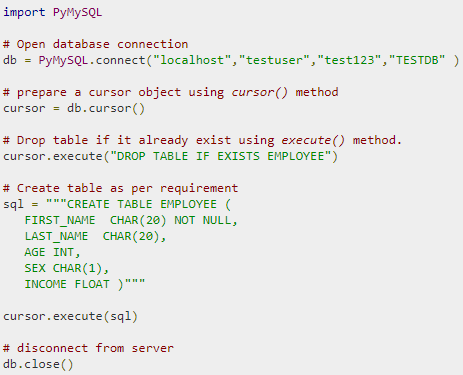 import PyMySQL
# Open database connection
db = PyMySQL.connect("localhost","testuser","test123","TESTDB" )
# prepare a cursor object using cursor() method
cursor = db.cursor()
# Drop table if it already exist using execute() method.
cursor.execute("DROP TABLE IF EXISTS EMPLOYEE")
# Create table as per requirement
sql = """CREATE TABLE EMPLOYEE (
   FIRST_NAME  CHAR(20) NOT NULL,
   LAST_NAME  CHAR(20),
   AGE INT,
   SEX CHAR(1),
   INCOME FLOAT )"""
cursor.execute(sql)
# disconnect from server
db.close()